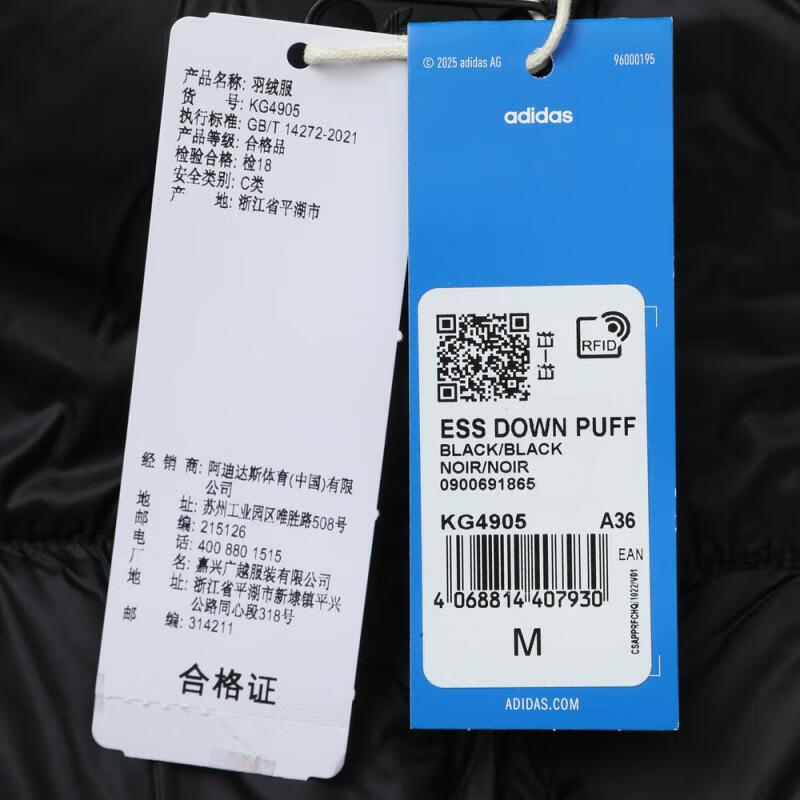 产品名称: 羽绒服
货 号: KG4905
执行标准: GB/T 14272-2021
产品等级: 合格品
检验合格: 检18
安全类别: C类
产 地: 浙江省平湖市
经 销 商: 阿迪达斯体育(中国)有限
公司
地 址: 苏州工业园区唯胜路508号
邮 编: 215126
电 话: 400 880 1515
厂 名: 嘉兴广越服装有限公司
地 址: 浙江省平湖市新埭镇平兴
公路同心段318号
邮 编: 314211
合格证
© 2025 adidas AG
96000195
adidas
RFID
ESS DOWN PUFF
BLACK/BLACK
NOIR/NOIR
0900691865
KG4905 A36
EAN
4 068814 407930
CSAPPRFCHQ/1022/V01
M
ADIDAS.COM